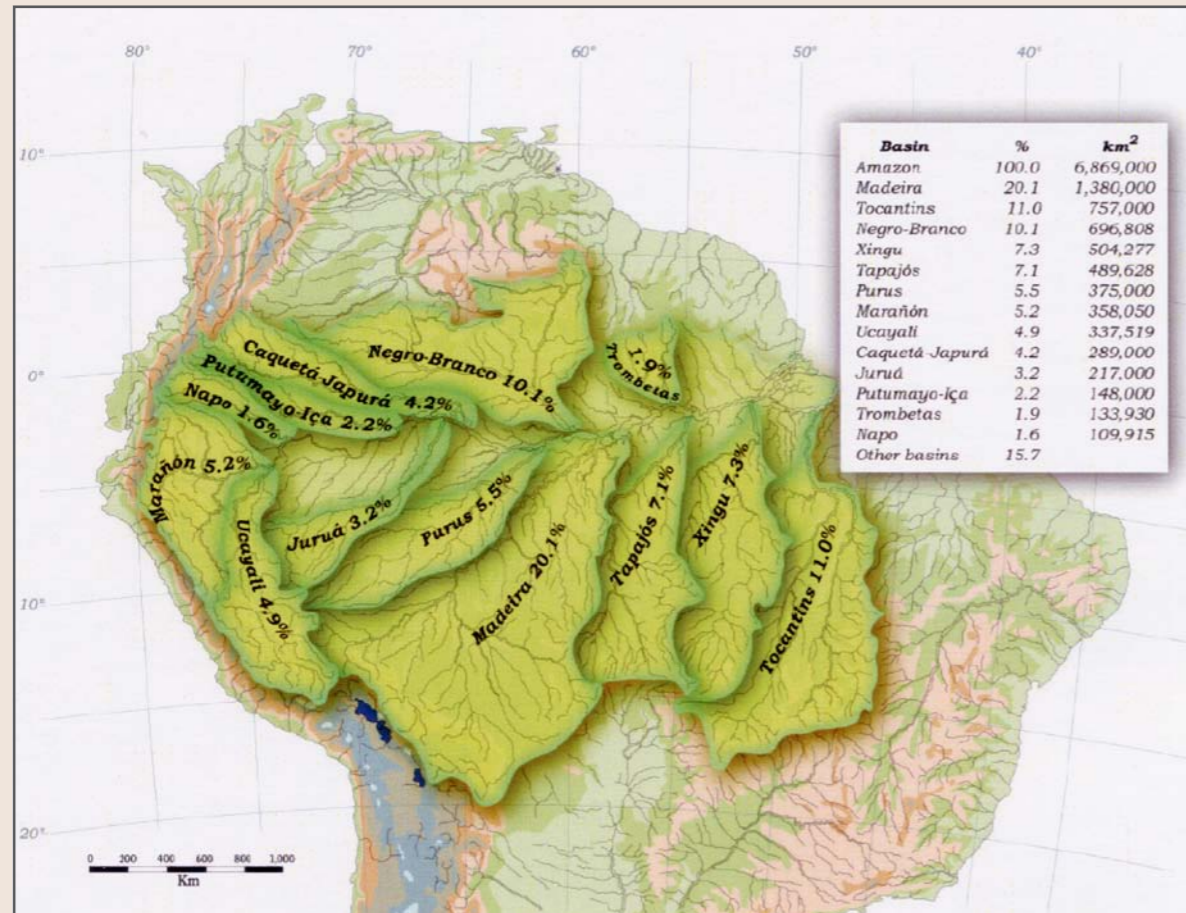 80° 70° 60° 50° 40°
10°
0°
10°
20°
Basin % km²
Amazon 100.0 6,869,000
Madeira 20.1 1,380,000
Tocantins 11.0 757,000
Negro-Branco 10.1 696,808
Xingu 7.3 504,277
Tapajós 7.1 489,628
Purus 5.5 375,000
Marañón 5.2 358,050
Ucayali 4.9 337,519
Caquetá-Japurá 4.2 289,000
Juruá 3.2 217,000
Putumayo-Iça 2.2 148,000
Trombetas 1.9 133,930
Napo 1.6 109,915
Other basins 15.7
Negro-Branco 10.1%
1.9%
Trombetas
Caquetá-Japurá 4.2%
Putumayo-Iça 2.2%
Napo 1.6%
Marañón 5.2%
Ucayali 4.9%
Juruá 3.2%
Purus 5.5%
Madeira 20.1%
Tapajós 7.1%
Xingu 7.3%
Tocantins 11.0%
0 200 400 600 800 1,000
Km